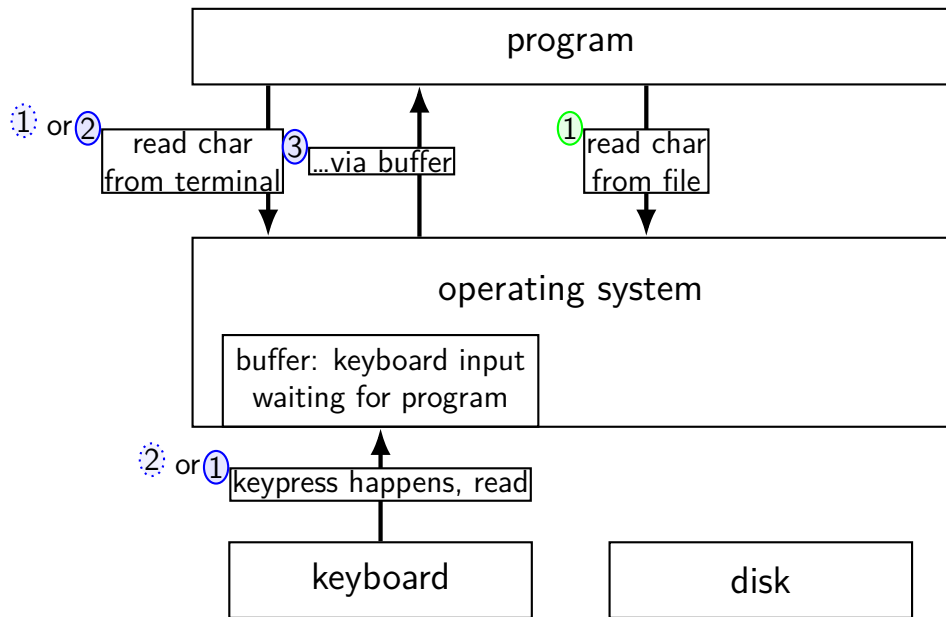 program
1 or 2
read char
from terminal
3
...via buffer
1
read char
from file
operating system
buffer: keyboard input
waiting for program
2 or 1
keypress happens, read
keyboard
disk